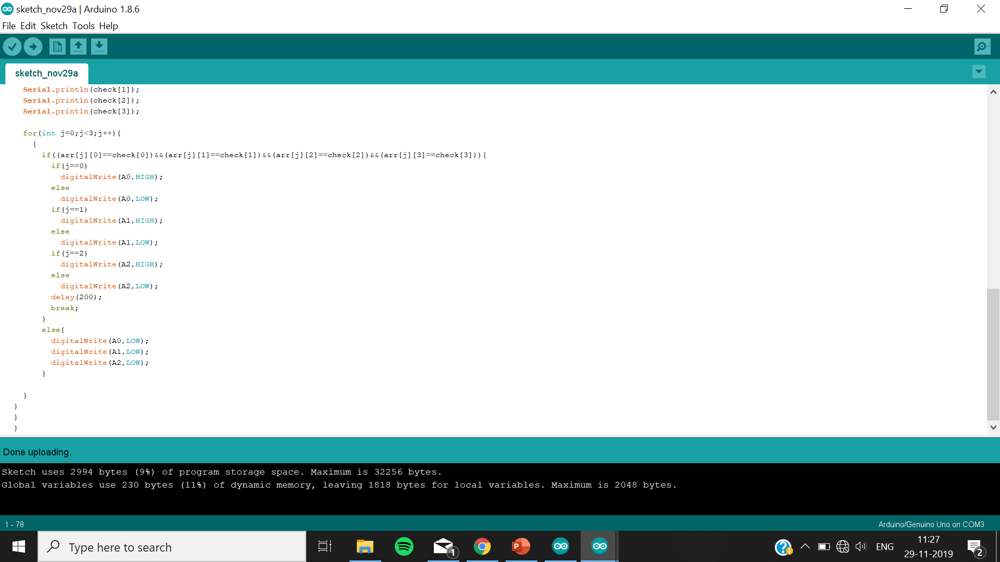 sketch_nov29a | Arduino 1.8.6
File Edit Sketch Tools Help
sketch_nov29a
Serial.println(check[1]);
Serial.println(check[2]);
Serial.println(check[3]);
for(int j=0;j<3;j++){
{
if((arr[j][0]==check[0])&&(arr[j][1]==check[1])&&(arr[j][2]==check[2])&&(arr[j][3]==check[3])){
if(j==0)
digitalWrite(A0,HIGH);
else
digitalWrite(A0,LOW);
if(j==1)
digitalWrite(A1,HIGH);
else
digitalWrite(A1,LOW);
if(j==2)
digitalWrite(A2,HIGH);
else
digitalWrite(A2,LOW);
delay(200);
break;
}
else{
digitalWrite(A0,LOW);
digitalWrite(A1,LOW);
digitalWrite(A2,LOW);
}
}
}
}
}
Done uploading.
Sketch uses 2994 bytes (9%) of program storage space. Maximum is 32256 bytes.
Global variables use 230 bytes (11%) of dynamic memory, leaving 1818 bytes for local variables. Maximum is 2048 bytes.
1 - 78
Arduino/Genuino Uno on COM3
Type here to search
1
P
ENG
11:27
29-11-2019
2